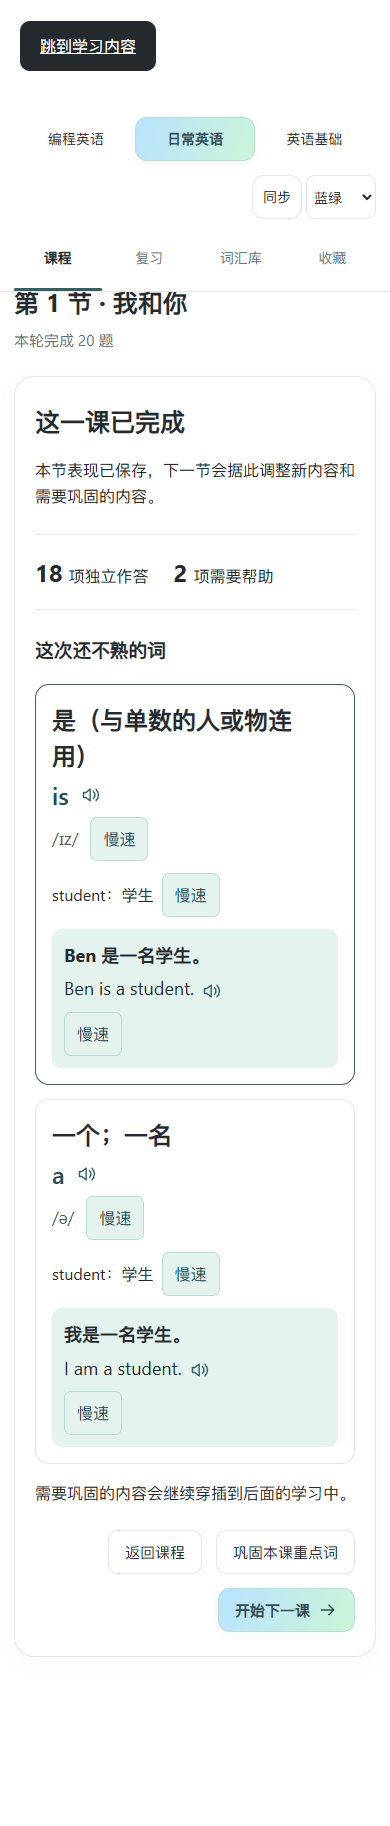 跳到学习内容
编程英语 日常英语 英语基础
同步 蓝绿
课程 复习 词汇库 收藏
第 1 节 · 我和你
本轮完成 20 题
这一课已完成
本节表现已保存，下一节会据此调整新内容和
需要巩固的内容。
18 项独立作答 2 项需要帮助
这次还不熟的词
是（与单数的人或物连
用）
is
/ɪz/ 慢速
student：学生 慢速
Ben 是一名学生。
Ben is a student.
慢速
一个；一名
a
/ə/ 慢速
student：学生 慢速
我是一名学生。
I am a student.
慢速
需要巩固的内容会继续穿插到后面的学习中。
返回课程 巩固本课重点词
开始下一课